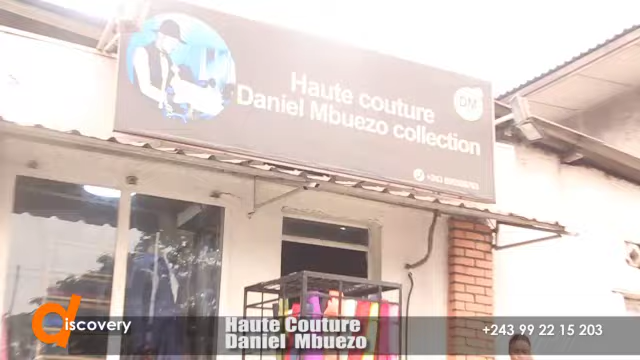 Haute couture
DM
Daniel Mbuezo collection
discovery
Haute Couture
Daniel Mbuezo
+243 99 22 15 203